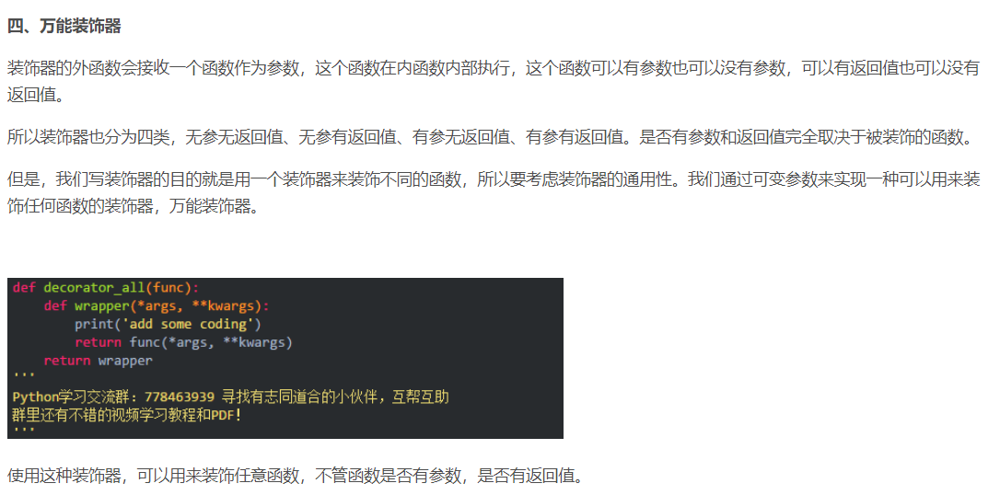 四、万能装饰器
装饰器的外函数会接收一个函数作为参数，这个函数在内函数内部执行，这个函数可以有参数也可以没有参数，可以有返回值也可以没有
返回值。
所以装饰器也分为四类，无参无返回值、无参有返回值、有参无返回值、有参有返回值。是否有参数和返回值完全取决于被装饰的函数。
但是，我们写装饰器的目的就是用一个装饰器来装饰不同的函数，所以要考虑装饰器的通用性。我们通过可变参数来实现一种可以用来装
饰任何函数的装饰器，万能装饰器。
def decorator_all(func):
    def wrapper(*args, **kwargs):
        print('add some coding')
        return func(*args, **kwargs)
    return wrapper
'''
Python学习交流群：778463939 寻找有志同道合的小伙伴，互帮互助
群里还有不错的视频学习教程和PDF！
'''
使用这种装饰器，可以用来装饰任意函数，不管函数是否有参数，是否有返回值。